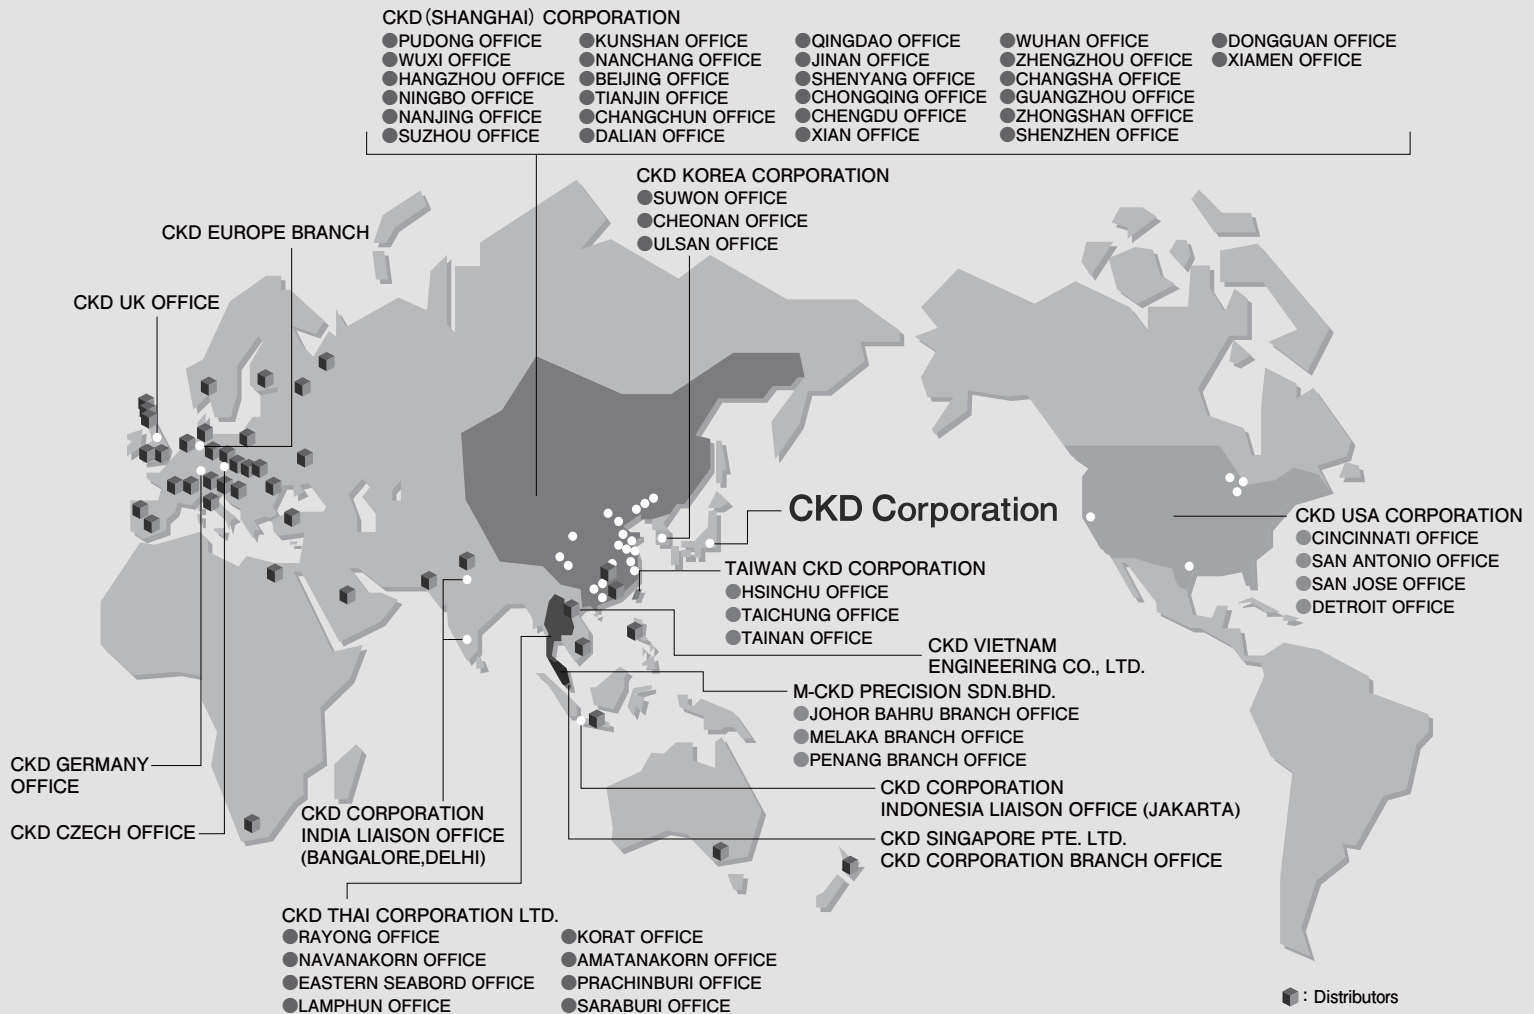 CKD(SHANGHAI) CORPORATION
●PUDONG OFFICE
●WUXI OFFICE
●HANGZHOU OFFICE
●NINGBO OFFICE
●NANJING OFFICE
●SUZHOU OFFICE
●KUNSHAN OFFICE
●NANCHANG OFFICE
●BEIJING OFFICE
●TIANJIN OFFICE
●CHANGCHUN OFFICE
●DALIAN OFFICE
●QINGDAO OFFICE
●JINAN OFFICE
●SHENYANG OFFICE
●CHONGQING OFFICE
●CHENGDU OFFICE
●XIAN OFFICE
●WUHAN OFFICE
●ZHENGZHOU OFFICE
●CHANGSHA OFFICE
●GUANGZHOU OFFICE
●ZHONGSHAN OFFICE
●SHENZHEN OFFICE
●DONGGUAN OFFICE
●XIAMEN OFFICE
CKD KOREA CORPORATION
●SUWON OFFICE
●CHEONAN OFFICE
●ULSAN OFFICE
CKD EUROPE BRANCH
CKD UK OFFICE
CKD Corporation
CKD USA CORPORATION
●CINCINNATI OFFICE
●SAN ANTONIO OFFICE
●SAN JOSE OFFICE
●DETROIT OFFICE
TAIWAN CKD CORPORATION
●HSINCHU OFFICE
●TAICHUNG OFFICE
●TAINAN OFFICE
CKD VIETNAM
ENGINEERING CO., LTD.
M-CKD PRECISION SDN.BHD.
●JOHOR BAHRU BRANCH OFFICE
●MELAKA BRANCH OFFICE
●PENANG BRANCH OFFICE
CKD GERMANY
OFFICE
CKD CZECH OFFICE
CKD CORPORATION
INDIA LIAISON OFFICE
(BANGALORE,DELHI)
CKD CORPORATION
INDONESIA LIAISON OFFICE (JAKARTA)
CKD SINGAPORE PTE. LTD.
CKD CORPORATION BRANCH OFFICE
CKD THAI CORPORATION LTD.
●RAYONG OFFICE
●NAVANAKORN OFFICE
●EASTERN SEABORD OFFICE
●LAMPHUN OFFICE
●KORAT OFFICE
●AMATANAKORN OFFICE
●PRACHINBURI OFFICE
●SARABURI OFFICE
: Distributors